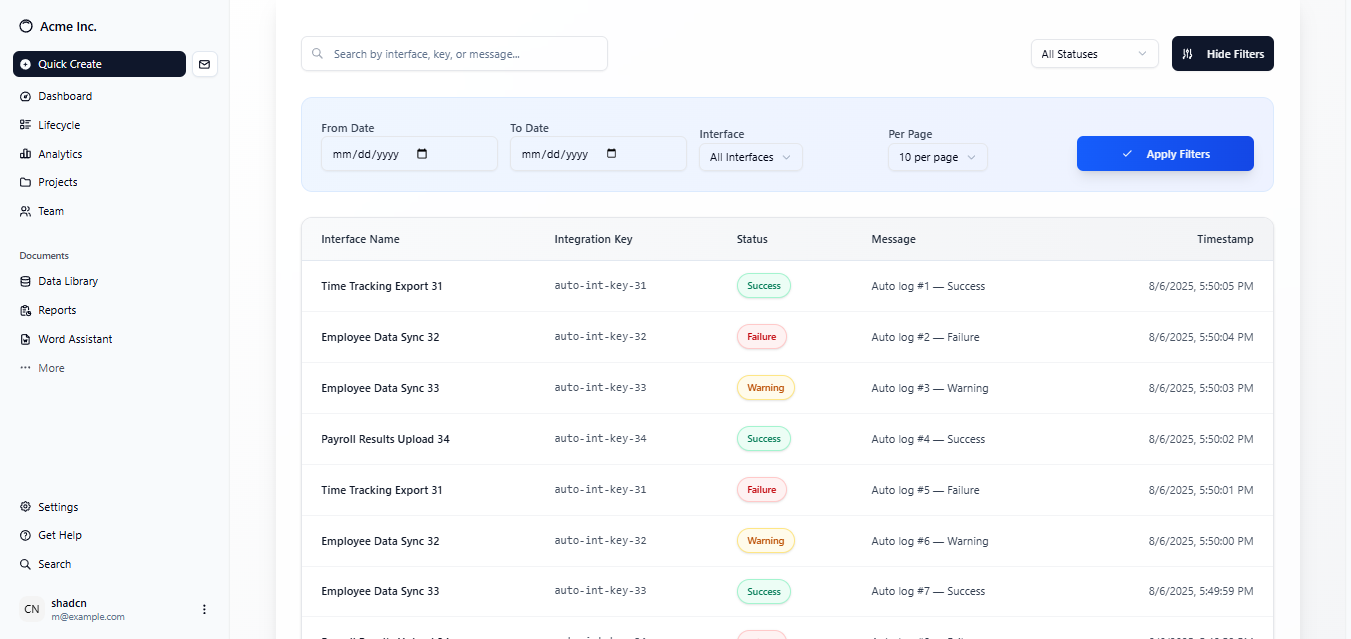 Acme Inc.
Quick Create
Dashboard
Lifecycle
Analytics
Projects
Team
Documents
Data Library
Reports
Word Assistant
More
Settings
Get Help
Search
CN
shadcn
m@example.com
Search by interface, key, or message...
All Statuses
Hide Filters
From Date
mm/dd/yyyy
To Date
mm/dd/yyyy
Interface
All Interfaces
Per Page
10 per page
Apply Filters
Interface Name Integration Key Status Message Timestamp
Time Tracking Export 31 auto-int-key-31 Success Auto log #1 — Success 8/6/2025, 5:50:05 PM
Employee Data Sync 32 auto-int-key-32 Failure Auto log #2 — Failure 8/6/2025, 5:50:04 PM
Employee Data Sync 33 auto-int-key-33 Warning Auto log #3 — Warning 8/6/2025, 5:50:03 PM
Payroll Results Upload 34 auto-int-key-34 Success Auto log #4 — Success 8/6/2025, 5:50:02 PM
Time Tracking Export 31 auto-int-key-31 Failure Auto log #5 — Failure 8/6/2025, 5:50:01 PM
Employee Data Sync 32 auto-int-key-32 Warning Auto log #6 — Warning 8/6/2025, 5:50:00 PM
Employee Data Sync 33 auto-int-key-33 Success Auto log #7 — Success 8/6/2025, 5:49:59 PM